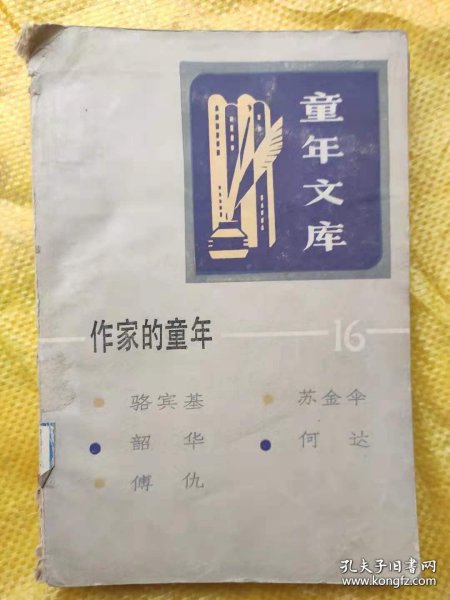 童年文库
作家的童年 16
骆宾基 苏金伞
韶华 何达
傅仇
孔夫子旧书网
www.kongfz.com